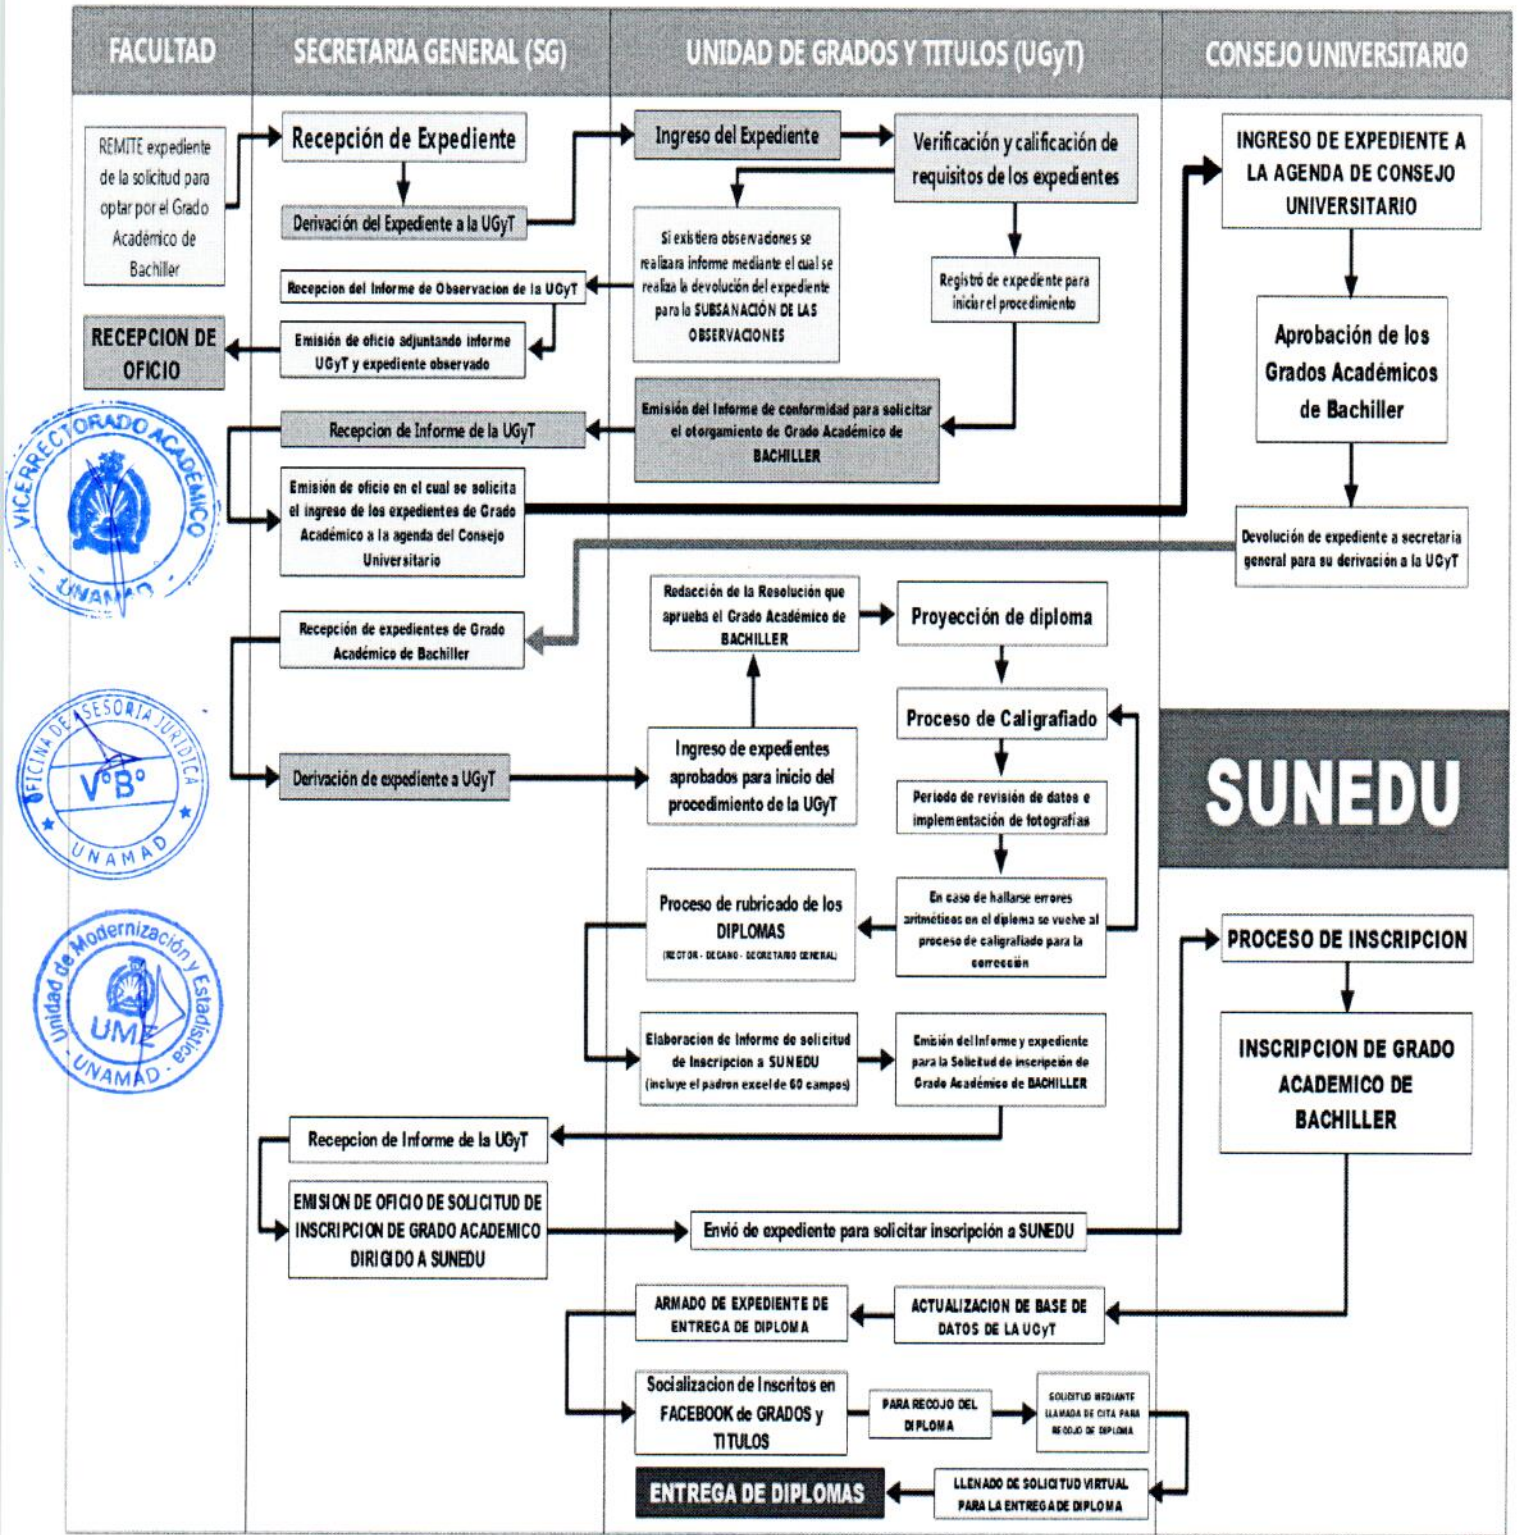 FACULTAD
SECRETARIA GENERAL (SG)
UNIDAD DE GRADOS Y TITULOS (UGyT)
CONSEJO UNIVERSITARIO
REMITE expediente
de la solicitud para
optar por el Grado
Académico de
Bachiller
Recepción de Expediente
Derivación del Expediente a la UGyT
Ingreso del Expediente
Verificación y calificación de
requisitos de los expedientes
INGRESO DE EXPEDIENTE A
LA AGENDA DE CONSEJO
UNIVERSITARIO
Si existiera observaciones se
realizara informe mediante el cual se
realiza la devolución del expediente
para la SUBSANACIÓN DE LAS
OBSERVACIONES
Registró de expediente para
iniciar el procedimiento
Recepcion del Informe de Observacion de la UGyT
Emisión de oficio adjuntando informe
UGyT y expediente observado
RECEPCION DE
OFICIO
Aprobación de los
Grados Académicos
de Bachiller
Emisión del Informe de conformidad para solicitar
el otorgamiento de Grado Académico de
BACHILLER
Recepcion de Informe de la UGyT
Emisión de oficio en el cual se solicita
el ingreso de los expedientes de Grado
Académico a la agenda del Consejo
Universitario
Devolución de expediente a secretaria
general para su derivación a la UGyT
VICERRECTORADO ACADEMICO
- UNAMAD -
Recepción de expedientes de Grado
Académico de Bachiller
Redacción de la Resolución que
aprueba el Grado Académico de
BACHILLER
Proyección de diploma
Proceso de Caligrafiado
Derivación de expediente a UGyT
Ingreso de expedientes
aprobados para inicio del
procedimiento de la UGyT
Periodo de revisión de datos e
implementación de fotografías
SUNEDU
OFICINA DE ASESORIA JURIDICA
V°B°
UNAMAD
Proceso de rubricado de los
DIPLOMAS
(RECTOR - DECANO - SECRETARIO GENERAL)
En caso de hallarse errores
aritméticos en el diploma se vuelve al
proceso de caligrafiado para la
corrección
PROCESO DE INSCRIPCION
Unidad de Modernización y Estadística
UME
- UNAMAD -
Elaboracion de Informe de solicitud
de Inscripcion a SUNEDU
(incluye el padron excel de 60 campos)
Emisión del Informe y expediente
para la Solicitud de inscripción de
Grado Académico de BACHILLER
INSCRIPCION DE GRADO
ACADEMICO DE
BACHILLER
Recepcion de Informe de la UGyT
EMISION DE OFICIO DE SOLICITUD DE
INSCRIPCION DE GRADO ACADEMICO
DIRIGIDO A SUNEDU
Envió de expediente para solicitar inscripción a SUNEDU
ARMADO DE EXPEDIENTE DE
ENTREGA DE DIPLOMA
ACTUALIZACION DE BASE DE
DATOS DE LA UGyT
Socializacion de Inscritos en
FACEBOOK de GRADOS y
TITULOS
PARA RECOJO DEL
DIPLOMA
SOLICITUD MEDIANTE
LLAMADA DE CITA PARA
RECOJO DE DIPLOMA
ENTREGA DE DIPLOMAS
LLENADO DE SOLICITUD VIRTUAL
PARA LA ENTREGA DE DIPLOMA